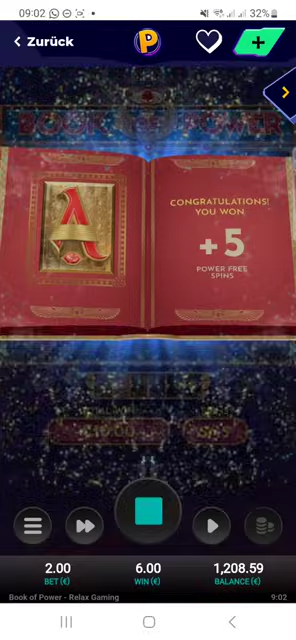 09:02
32%
Zurück
P
BOOK OF POWER
A
CONGRATULATIONS!
YOU WON
+5
POWER FREE
SPINS
2.00
BET (€)
6.00
WIN (€)
1,208.59
BALANCE (€)
Book of Power - Relax Gaming
9:02